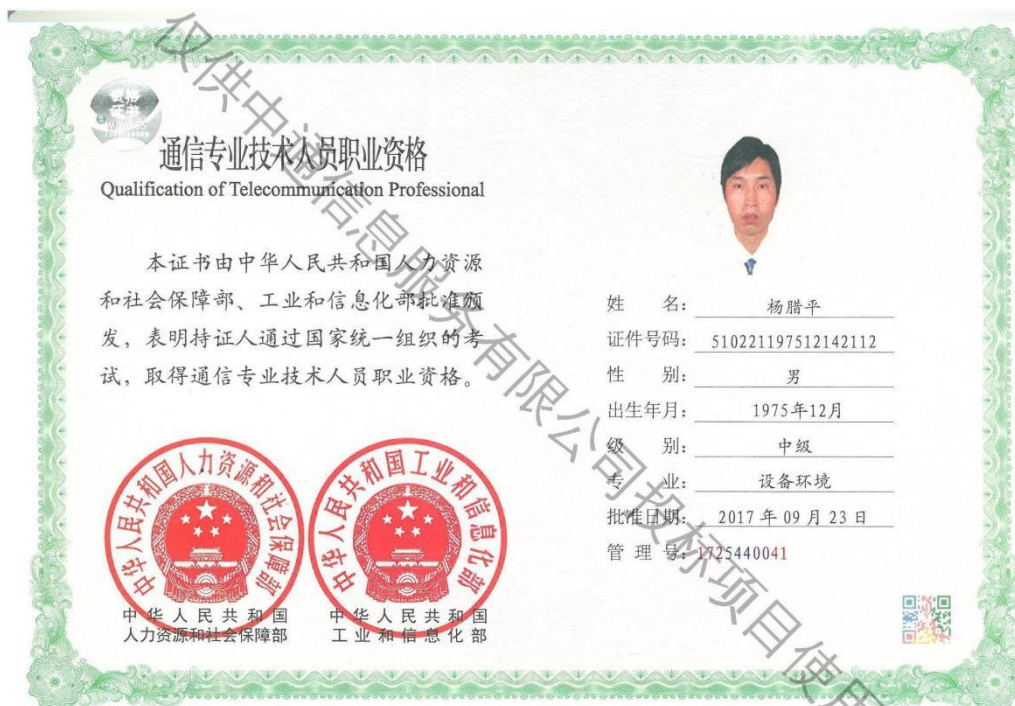 通信专业技术人员职业资格
Qualification of Telecommunication Professional
本证书由中华人民共和国人力资源
和社会保障部、工业和信息化部批准颁
发，表明持证人通过国家统一组织的考
试，取得通信专业技术人员职业资格。
中华人民共和国人力资源和社会保障部
中华人民共和国工业和信息化部
中华人民共和国
人力资源和社会保障部
中华人民共和国
工业和信息化部
姓 名： 杨腊平
证件号码： 510221197512142112
性 别： 男
出生年月： 1975年12月
级 别： 中级
专 业： 设备环境
批准日期： 2017 年 09 月 23 日
管 理 号：1725440041
仅供中通信息服务有限公司投标项目使用